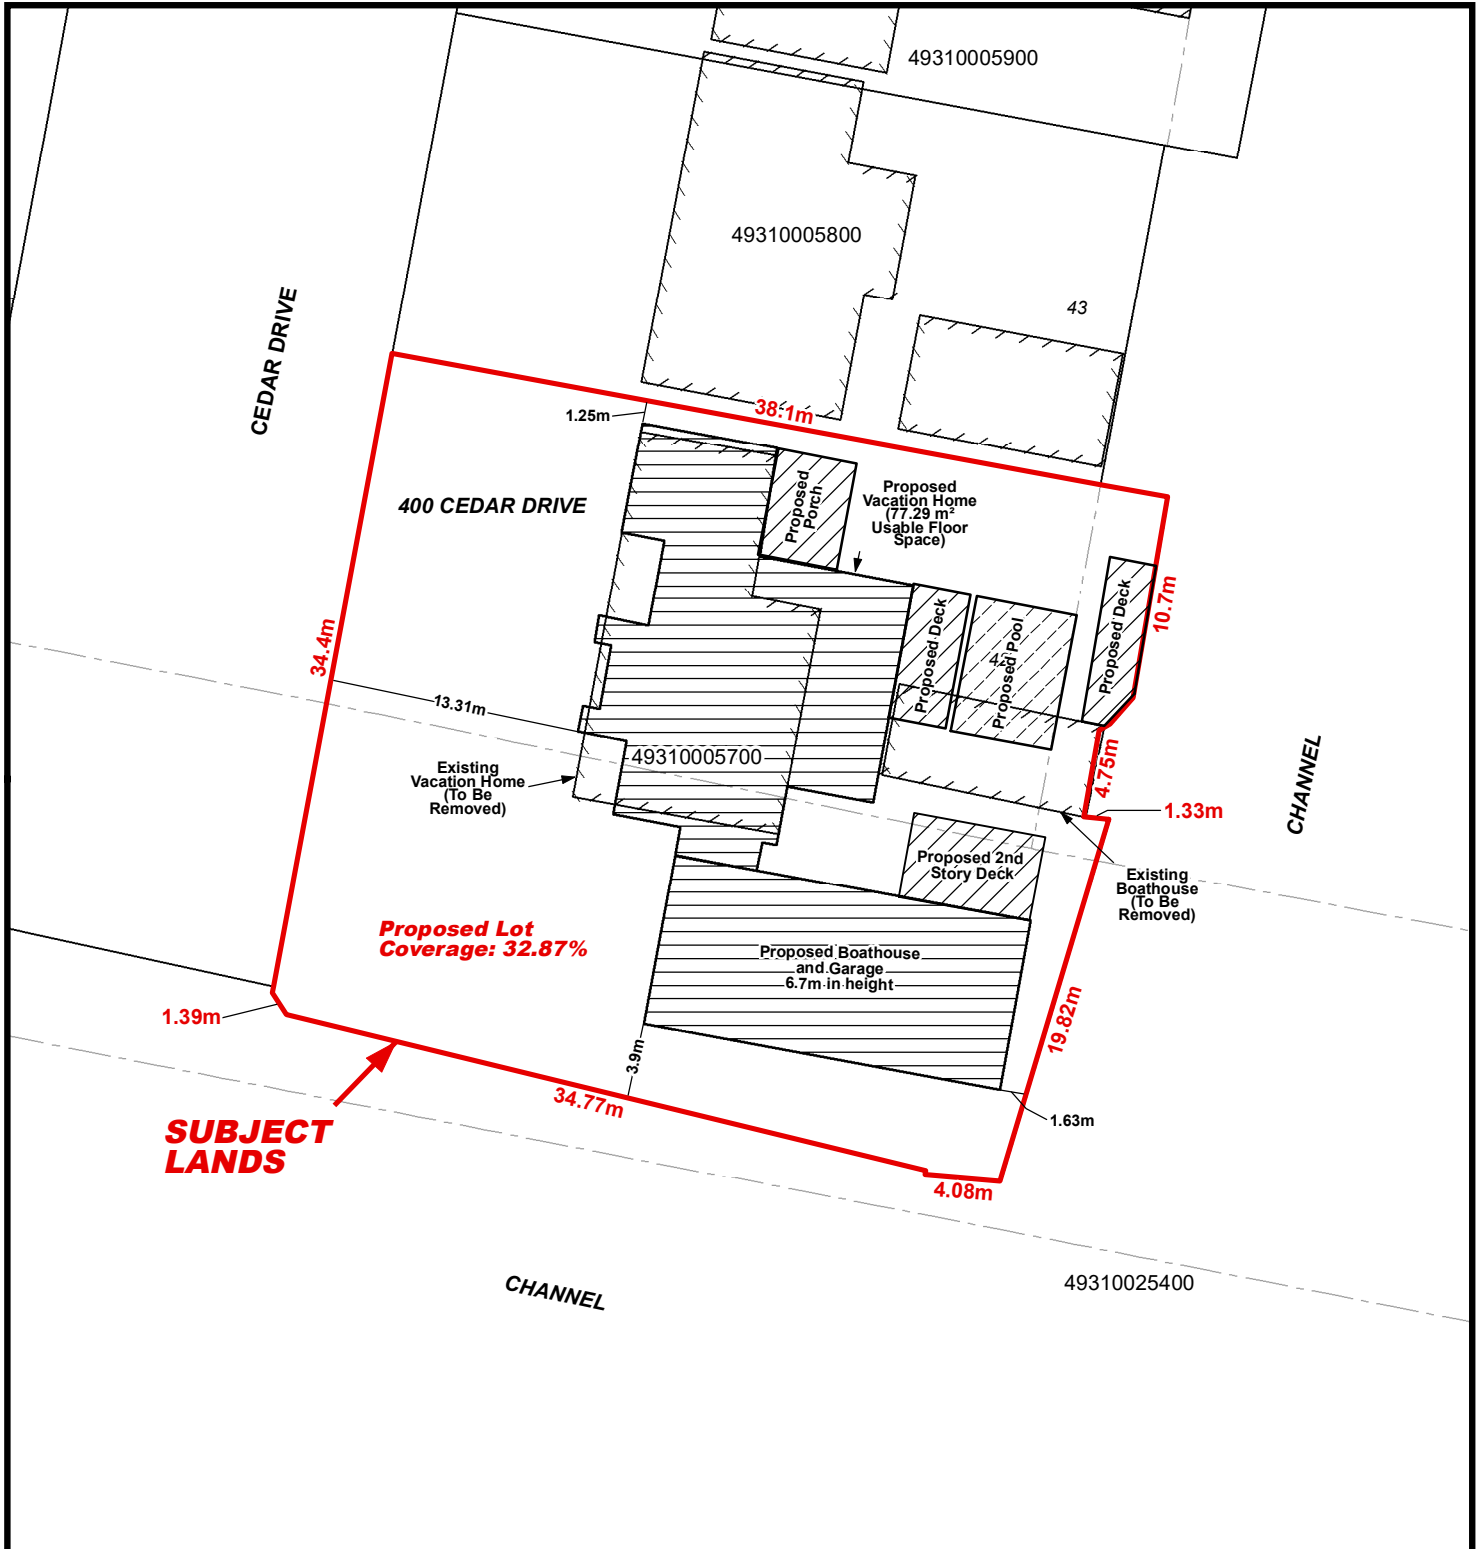 49310005900
49310005800
43
CEDAR DRIVE
38.1m
1.25m
400 CEDAR DRIVE
Proposed
Porch
Proposed
Vacation Home
(77.29 m²
Usable Floor
Space)
10.7m
Proposed Deck
Proposed Deck
42
Proposed Pool
34.4m
13.31m
49310005700
Existing
Vacation Home
(To Be
Removed)
4.75m
CHANNEL
1.33m
Proposed 2nd
Story Deck
Existing
Boathouse
(To Be
Removed)
Proposed Lot
Coverage: 32.87%
Proposed Boathouse
and Garage
6.7m in height
1.39m
19.82m
3.9m
34.77m
1.63m
SUBJECT
LANDS
4.08m
CHANNEL
49310025400